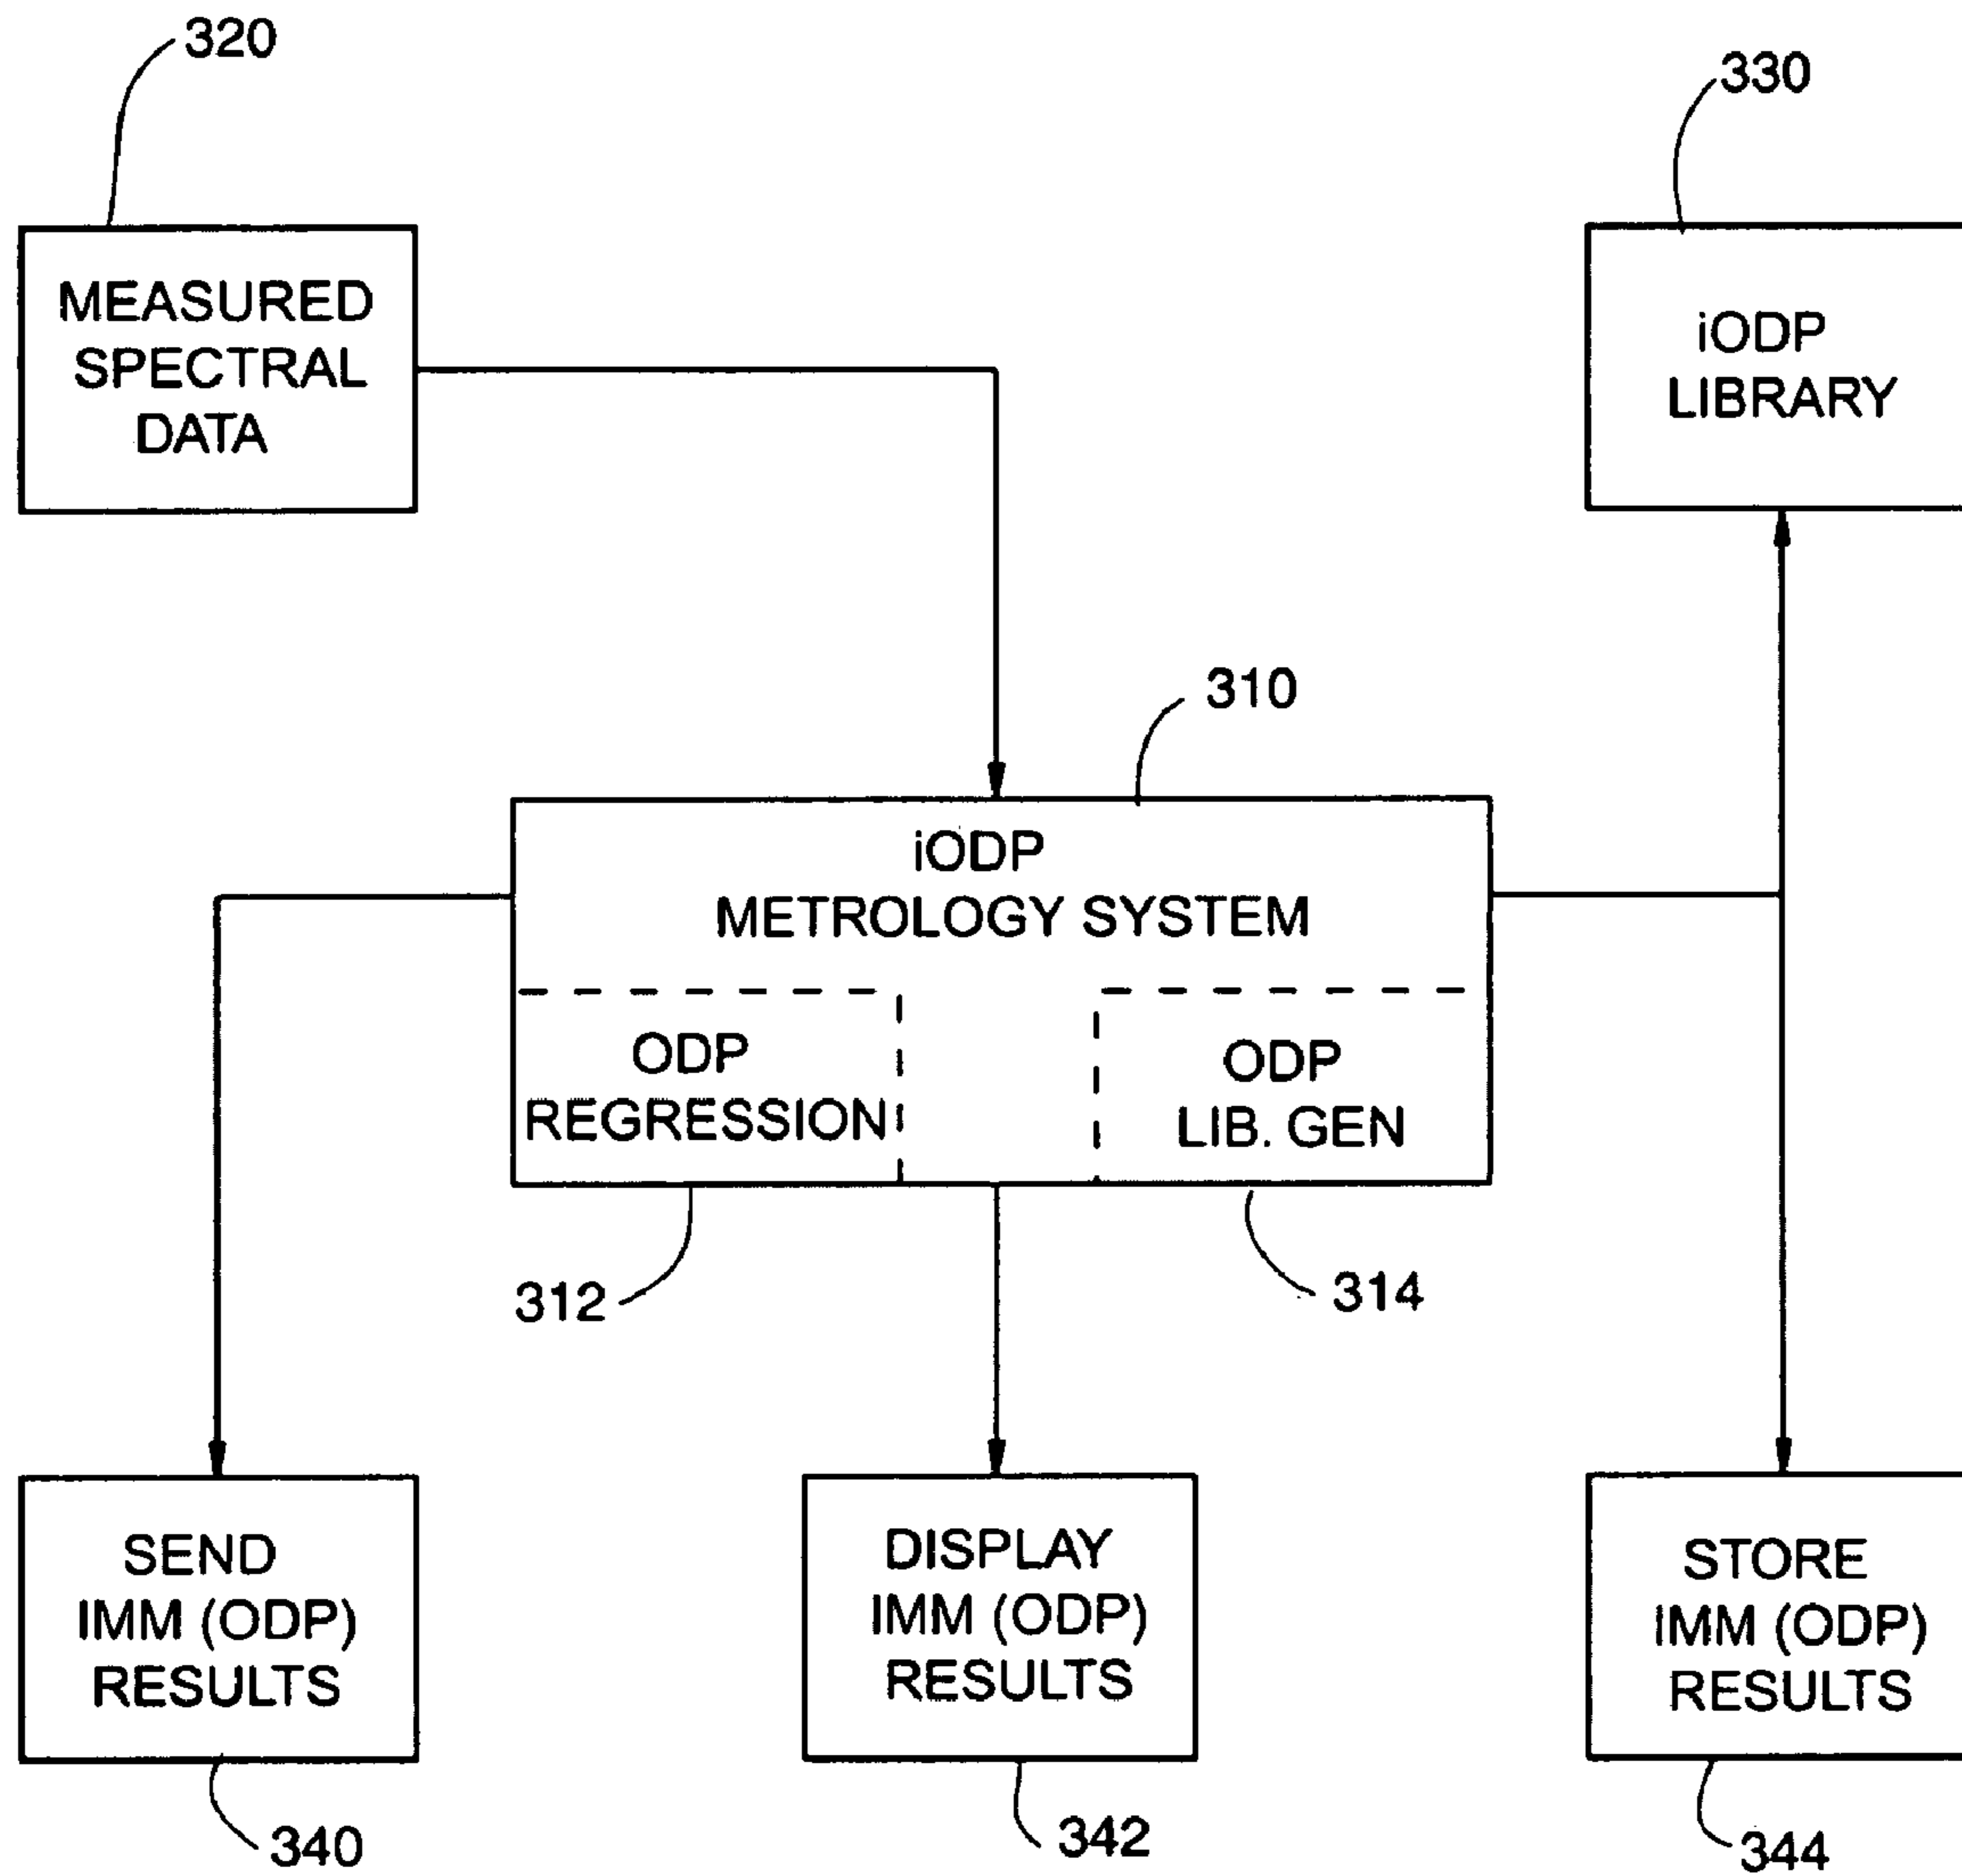 320
330
MEASURED
SPECTRAL
DATA
iODP
LIBRARY
310
iODP
METROLOGY SYSTEM
ODP
REGRESSION
ODP
LIB. GEN
312
314
SEND
IMM (ODP)
RESULTS
DISPLAY
IMM (ODP)
RESULTS
STORE
IMM (ODP)
RESULTS
340
342
344